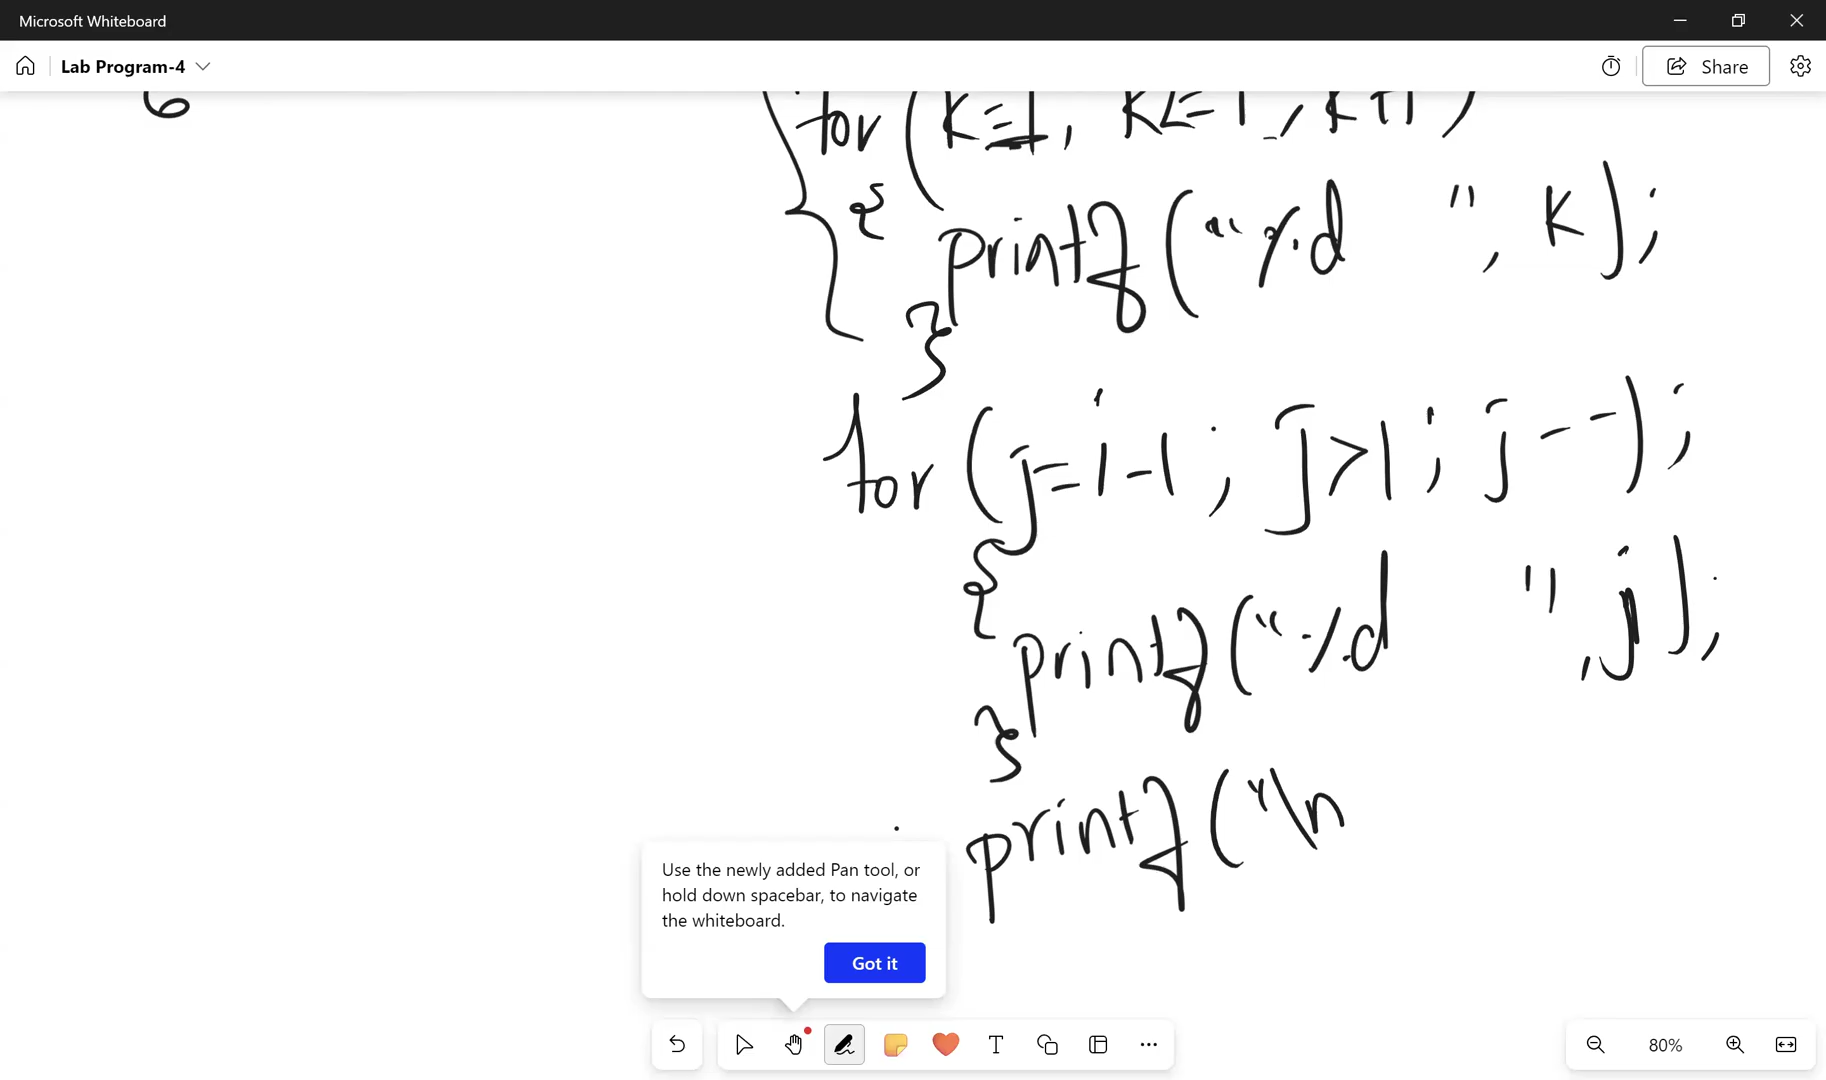 Microsoft Whiteboard
Lab Program-4
Share
6
for (k=1, k<=1, k++)
{
printf ("%d ", k);
}
for (j=i-1; j>1; j--);
{
printf ("%d ", j);
}
printf ("\n
Use the newly added Pan tool, or
hold down spacebar, to navigate
the whiteboard.
Got it
T
80%